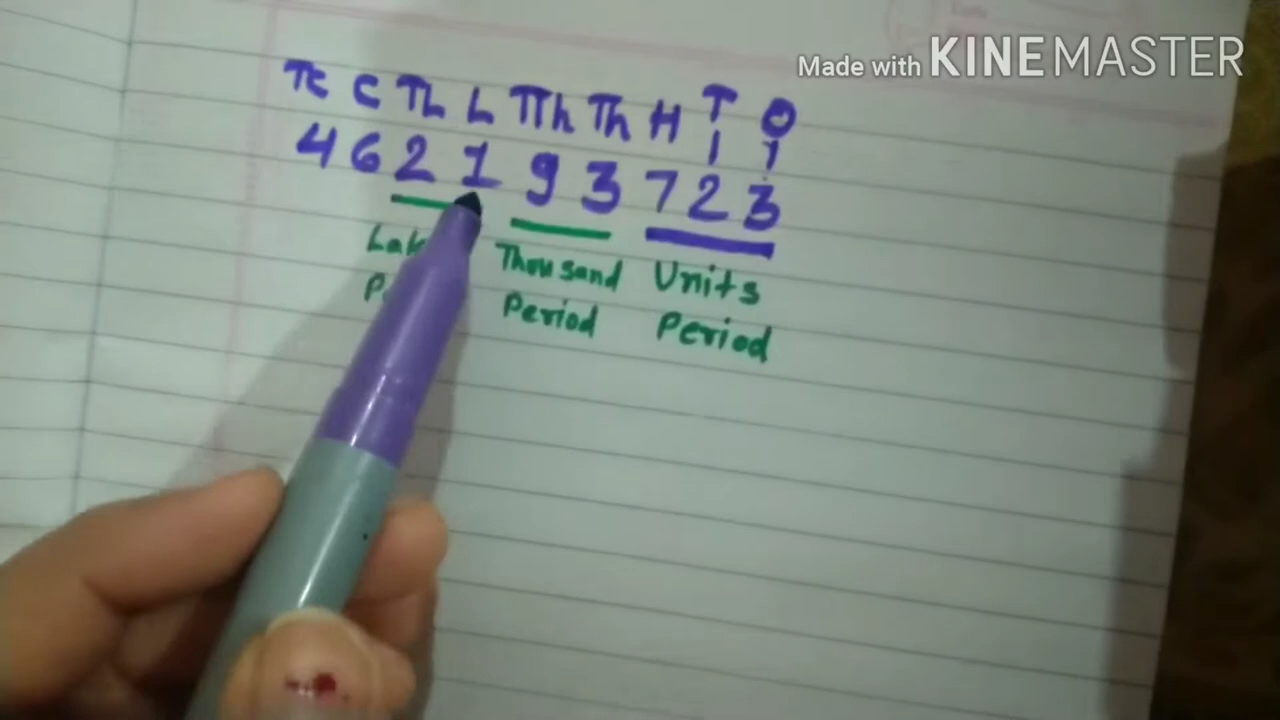 Made with KINEMASTER
TC C Th L TTh Th H T O
4 6 2 1 9 3 7 2 3
Thousand Units
Period Period